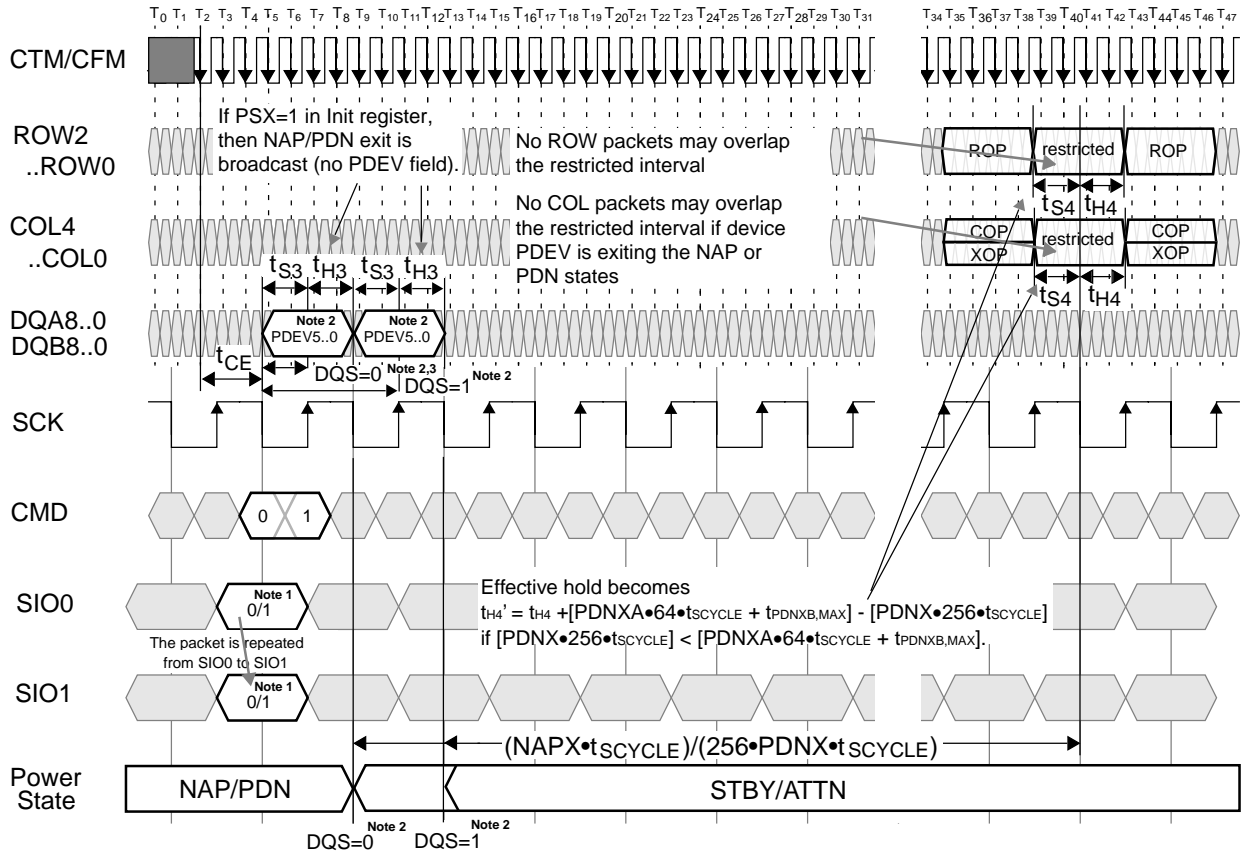 T0 T1 T2 T3 T4 T5 T6 T7 T8 T9 T10 T11 T12 T13 T14 T15 T16 T17 T18 T19 T20 T21 T22 T23 T24 T25 T26 T27 T28 T29 T30 T31 T34 T35 T36 T37 T38 T39 T40 T41 T42 T43 T44 T45 T46 T47
CTM/CFM
If PSX=1 in Init register,
then NAP/PDN exit is
broadcast (no PDEV field).
No ROW packets may overlap
the restricted interval
ROW2
..ROW0
ROP restricted ROP
tS4 tH4
No COL packets may overlap
the restricted interval if device
PDEV is exiting the NAP or
PDN states
COL4
..COL0
COP restricted COP
XOP XOP
tS4 tH4
tS3 tH3 tS3 tH3
DQA8..0
DQB8..0
Note 2 Note 2
PDEV5..0 PDEV5..0
tCE
DQS=0 Note 2,3 DQS=1 Note 2
SCK
CMD
0 1
SIO0
Note 1
0/1
Effective hold becomes
tH4' = tH4 +[PDNXA•64•tSCYCLE + tPDNXB,MAX] - [PDNX•256•tSCYCLE]
if [PDNX•256•tSCYCLE] < [PDNXA•64•tSCYCLE + tPDNXB,MAX].
The packet is repeated
from SIO0 to SIO1
SIO1
Note 1
0/1
(NAPX•tSCYCLE)/(256•PDNX•tSCYCLE)
Power
State
NAP/PDN STBY/ATTN
DQS=0 Note 2 DQS=1 Note 2